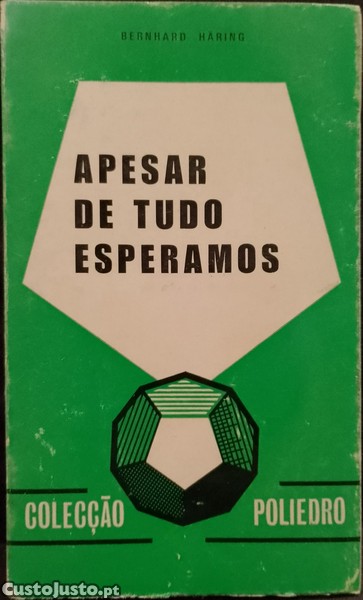 BERNHARD HÄRING
APESAR
DE TUDO
ESPERAMOS
COLECÇÃO POLIEDRO
CustoJusto.pt